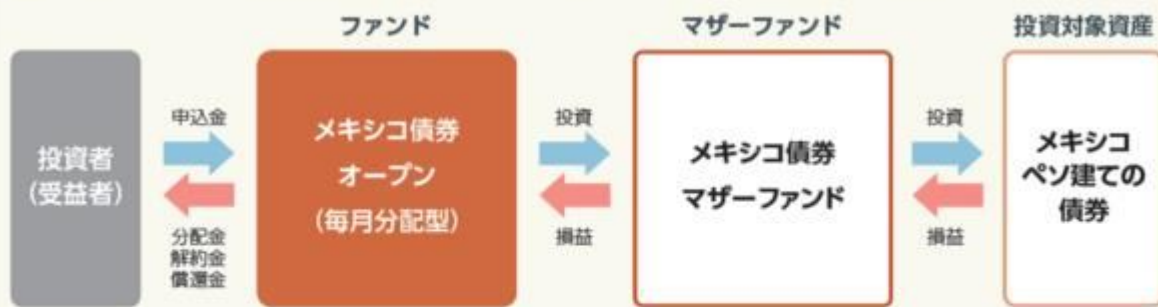 ファンド
マザーファンド
投資対象資産
投資者
(受益者)
申込金
分配金
解約金
償還金
メキシコ債券
オープン
(毎月分配型)
投資
損益
メキシコ債券
マザーファンド
投資
損益
メキシコ
ペソ建ての
債券